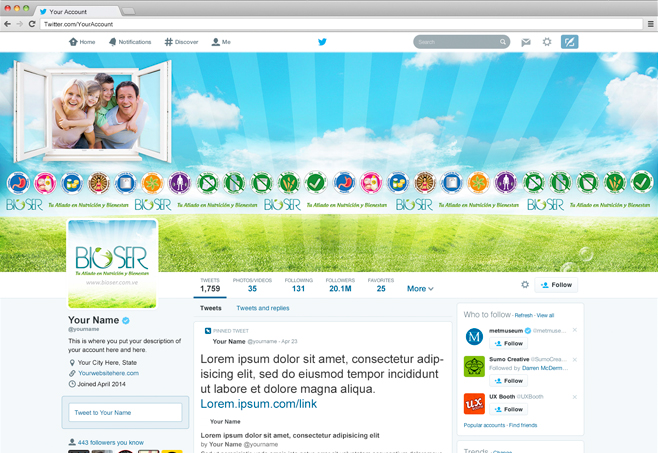 Your Account
Twitter.com/YourAccount
Home
Notifications
Discover
Me
Search
BIOSER Tu Aliado en Nutrición y Bienestar BIOSER Tu Aliado en Nutrición y Bienestar BIOSER Tu Aliado en Nutrición y Bienestar BIOSER Tu Aliado en Nutrición y Bienestar BIOSER Tu Aliado en Nutrición y Bienestar
BIOSER
Tu Aliado en Nutrición y Bienestar
www.bioser.com.ve
TWEETS PHOTOS/VIDEOS FOLLOWING FOLLOWERS FAVORITES
1,759 35 131 20.1M 25 More
Follow
Tweets Tweets and replies
Your Name
@yourname
This is where you put your description
of your account here and here.
Your City Here, State
Yourwebsitehere.com
Joined April 2014
Tweet to Your Name
443 followers you know
PINNED TWEET
Your Name @yourname - Apr 23
Lorem ipsum dolor sit amet, consectetur adip-
isicing elit, sed do eiusmod tempor incididunt
ut labore et dolore magna aliqua.
Lorem.ipsum.com/link
Your Name
Lorem ipsum dolor sit amet, consectetur adipisicing elit
by Your Name @yourname
Who to follow · Refresh · View all
metmuseum @metmuse...
Follow
Sumo Creative @SumoCrea...
Followed by Darren McDerm...
Follow
UX Booth @UXBooth
Follow
Popular accounts · Find friends
Trends · Change